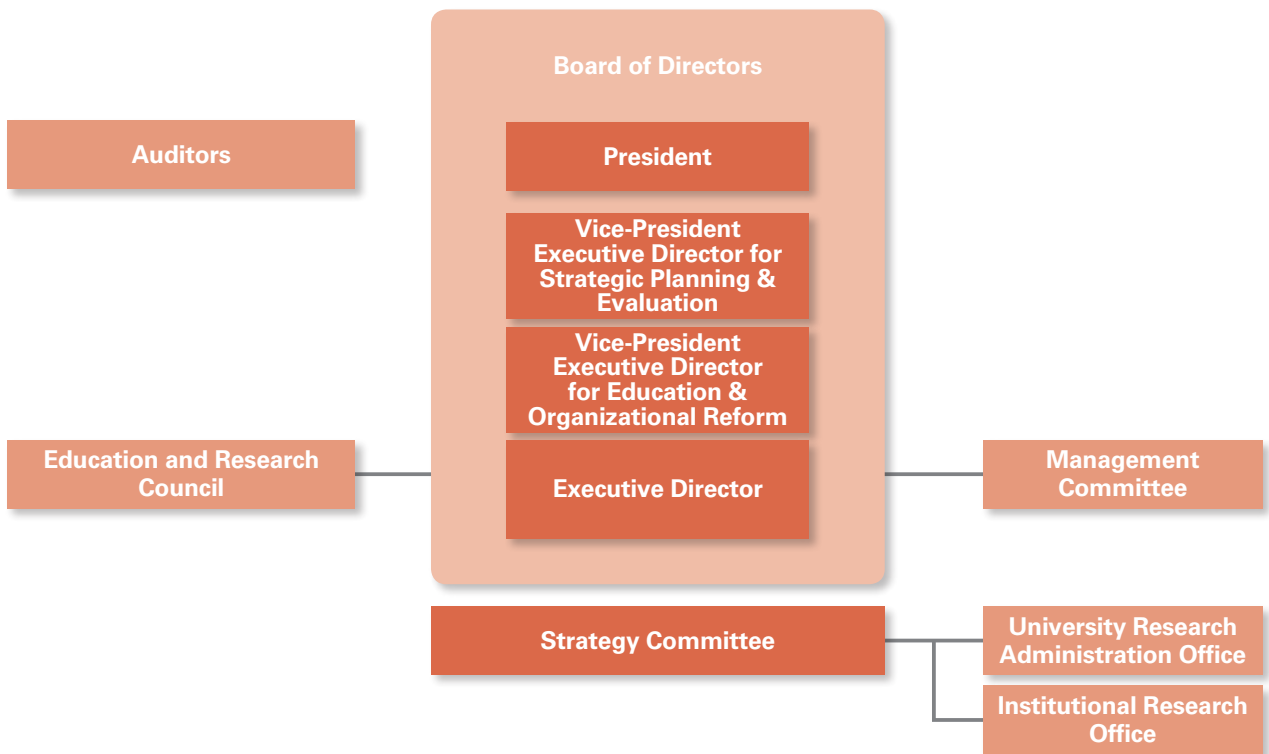 Board of Directors
Auditors
President
Vice-President
Executive Director for
Strategic Planning &
Evaluation
Vice-President
Executive Director
for Education &
Organizational Reform
Education and Research
Council
Executive Director
Management
Committee
Strategy Committee
University Research
Administration Office
Institutional Research
Office